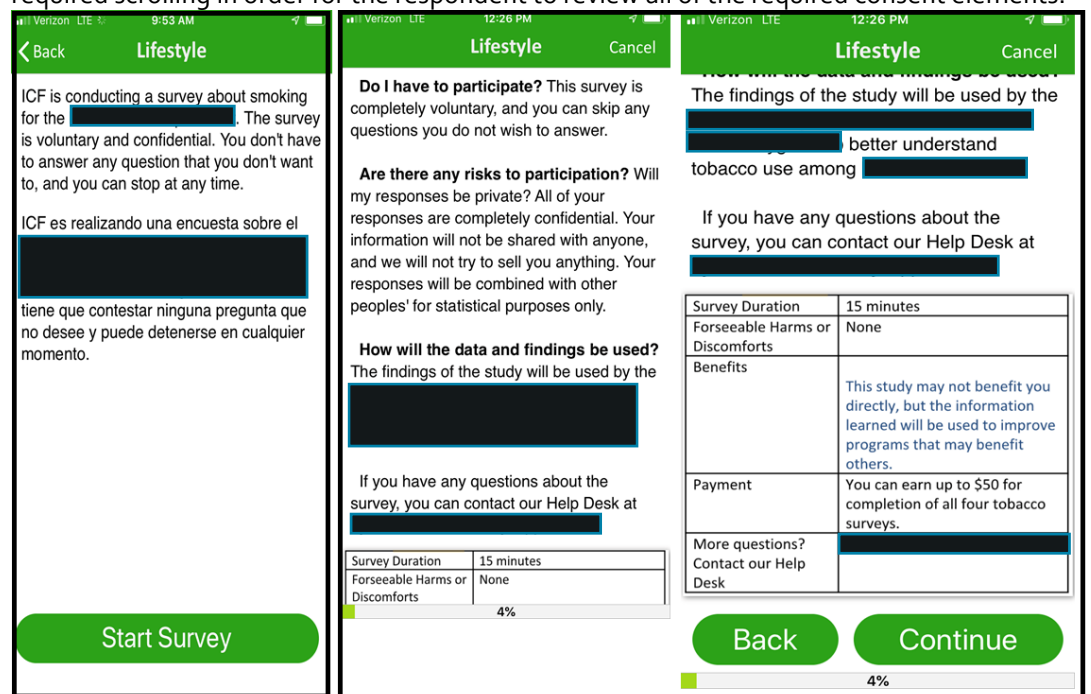 required scrolling in order for the respondent to review all of the required consent elements.
Verizon LTE 9:53 AM
Back Lifestyle
ICF is conducting a survey about smoking
for the . The survey
is voluntary and confidential. You don't have
to answer any question that you don't want
to, and you can stop at any time.
ICF es realizando una encuesta sobre el
tiene que contestar ninguna pregunta que
no desee y puede detenerse en cualquier
momento.
Start Survey
Verizon LTE 12:26 PM
Lifestyle Cancel
Do I have to participate? This survey is
completely voluntary, and you can skip any
questions you do not wish to answer.
Are there any risks to participation? Will
my responses be private? All of your
responses are completely confidential. Your
information will not be shared with anyone,
and we will not try to sell you anything. Your
responses will be combined with other
peoples' for statistical purposes only.
How will the data and findings be used?
The findings of the study will be used by the
If you have any questions about the
survey, you can contact our Help Desk at
Survey Duration 15 minutes
Forseeable Harms or None
Discomforts
4%
Verizon LTE 12:26 PM
Lifestyle Cancel
How will the data and findings be used?
The findings of the study will be used by the
better understand
tobacco use among
If you have any questions about the
survey, you can contact our Help Desk at
Survey Duration 15 minutes
Forseeable Harms or None
Discomforts
Benefits
This study may not benefit you
directly, but the information
learned will be used to improve
programs that may benefit
others.
Payment You can earn up to $50 for
completion of all four tobacco
surveys.
More questions?
Contact our Help
Desk
Back Continue
4%